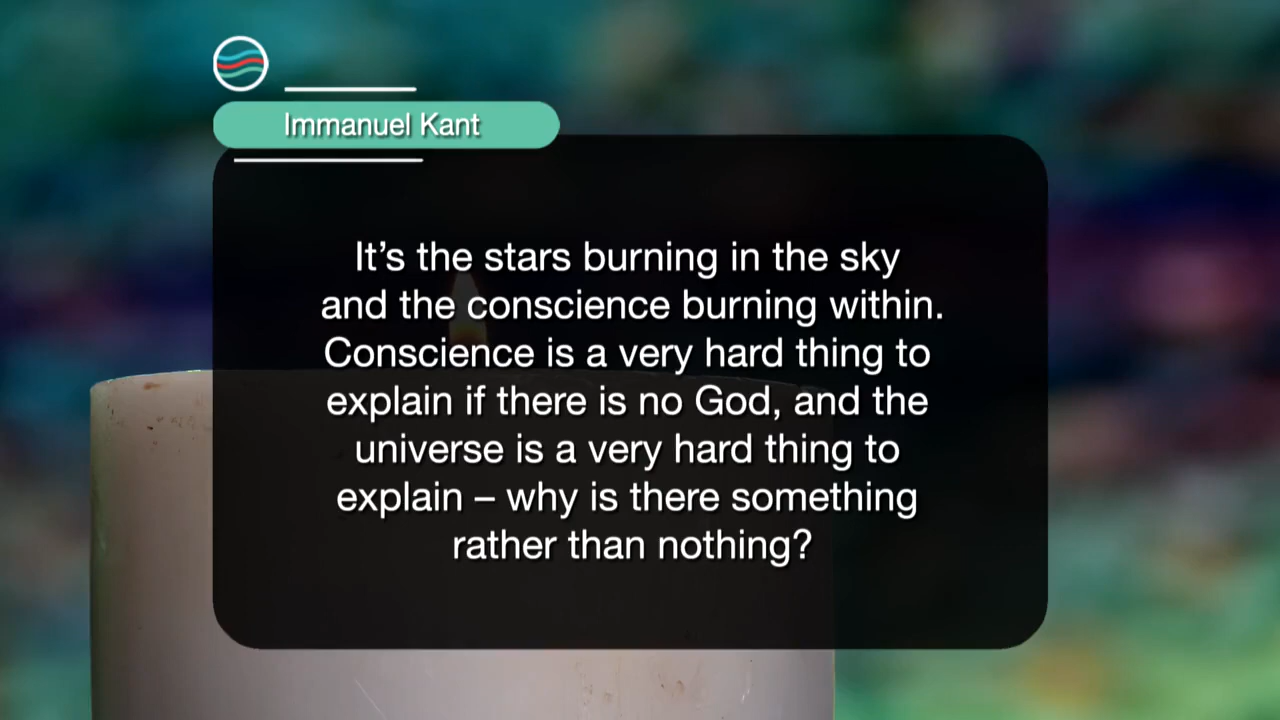 Immanuel Kant
It’s the stars burning in the sky
and the conscience burning within.
Conscience is a very hard thing to
explain if there is no God, and the
universe is a very hard thing to
explain – why is there something
rather than nothing?